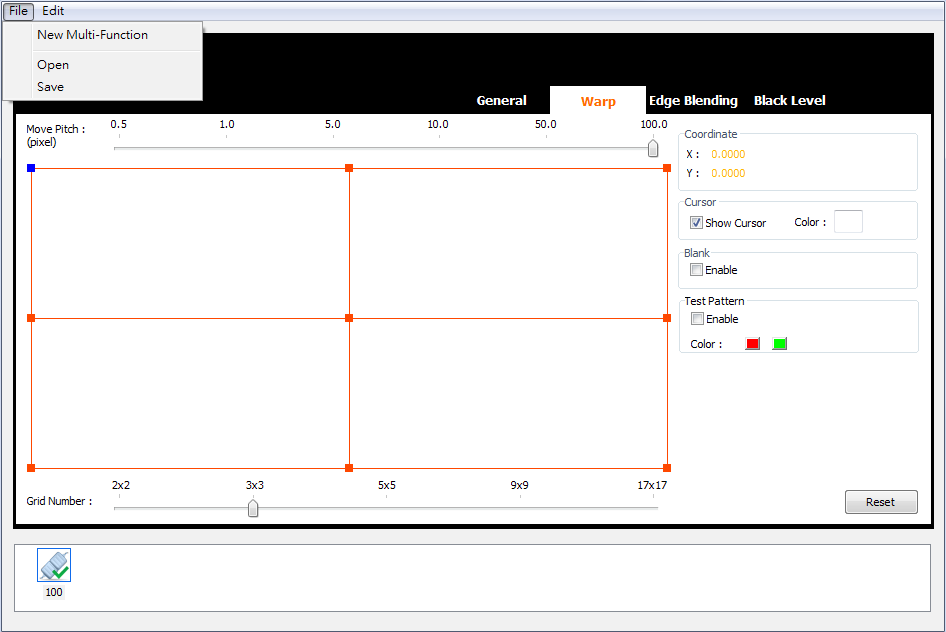 File Edit
New Multi-Function
Open
Save
General Warp Edge Blending Black Level
Move Pitch :
(pixel)
0.5 1.0 5.0 10.0 50.0 100.0
Coordinate
X : 0.0000
Y : 0.0000
Cursor
Show Cursor Color :
Blank
Enable
Test Pattern
Enable
Color :
Grid Number :
2x2 3x3 5x5 9x9 17x17
Reset
100